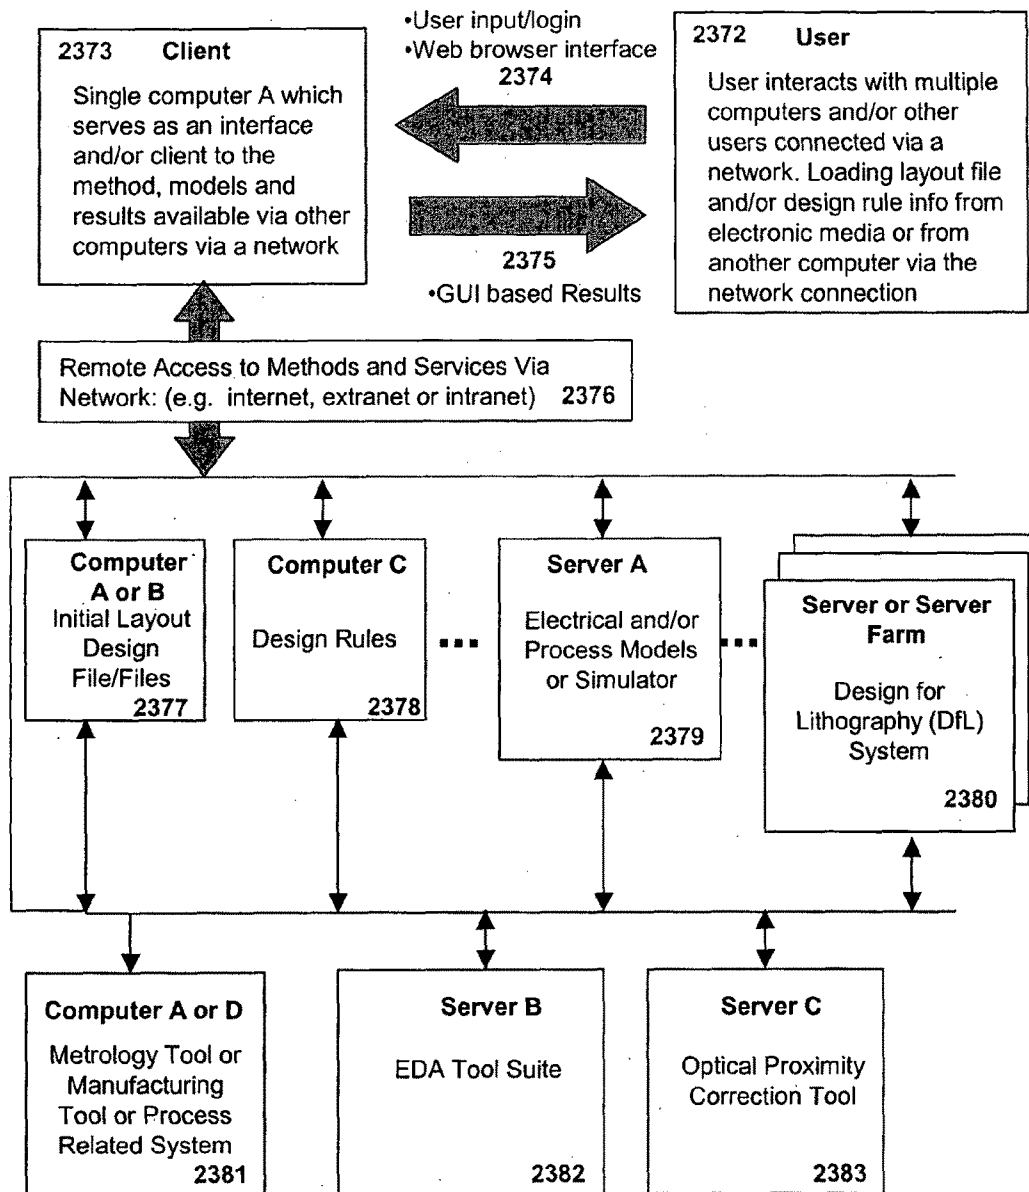 2373 Client
Single computer A which
serves as an interface
and/or client to the
method, models and
results available via other
computers via a network
•User input/login
•Web browser interface
2374
2375
•GUI based Results
2372 User
User interacts with multiple
computers and/or other
users connected via a
network. Loading layout file
and/or design rule info from
electronic media or from
another computer via the
network connection
Remote Access to Methods and Services Via
Network: (e.g. internet, extranet or intranet) 2376
Computer
A or B
Initial Layout
Design
File/Files
2377
Computer C
Design Rules
2378
Server A
Electrical and/or
Process Models
or Simulator
2379
Server or Server
Farm
Design for
Lithography (DfL)
System
2380
Computer A or D
Metrology Tool or
Manufacturing
Tool or Process
Related System
2381
Server B
EDA Tool Suite
2382
Server C
Optical Proximity
Correction Tool
2383